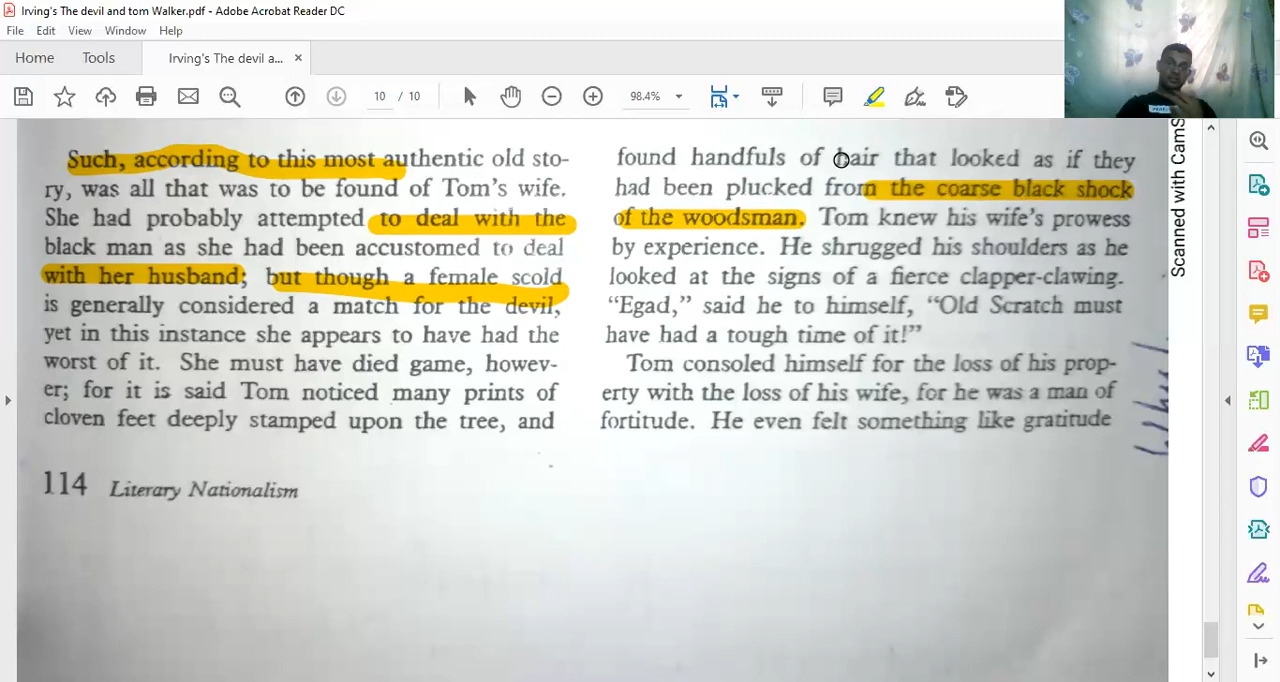 Irving's The devil and tom Walker.pdf - Adobe Acrobat Reader DC
File Edit View Window Help
Home Tools Irving's The devil a... ×
10 / 10 98.4%
Such, according to this most authentic old sto-
ry, was all that was to be found of Tom's wife.
She had probably attempted to deal with the
black man as she had been accustomed to deal
with her husband; but though a female scold
is generally considered a match for the devil,
yet in this instance she appears to have had the
worst of it. She must have died game, howev-
er; for it is said Tom noticed many prints of
cloven feet deeply stamped upon the tree, and
found handfuls of hair that looked as if they
had been plucked from the coarse black shock
of the woodsman. Tom knew his wife's prowess
by experience. He shrugged his shoulders as he
looked at the signs of a fierce clapper-clawing.
"Egad," said he to himself, "Old Scratch must
have had a tough time of it!"
Tom consoled himself for the loss of his prop-
erty with the loss of his wife, for he was a man of
fortitude. He even felt something like gratitude
114 Literary Nationalism
Scanned with CamS